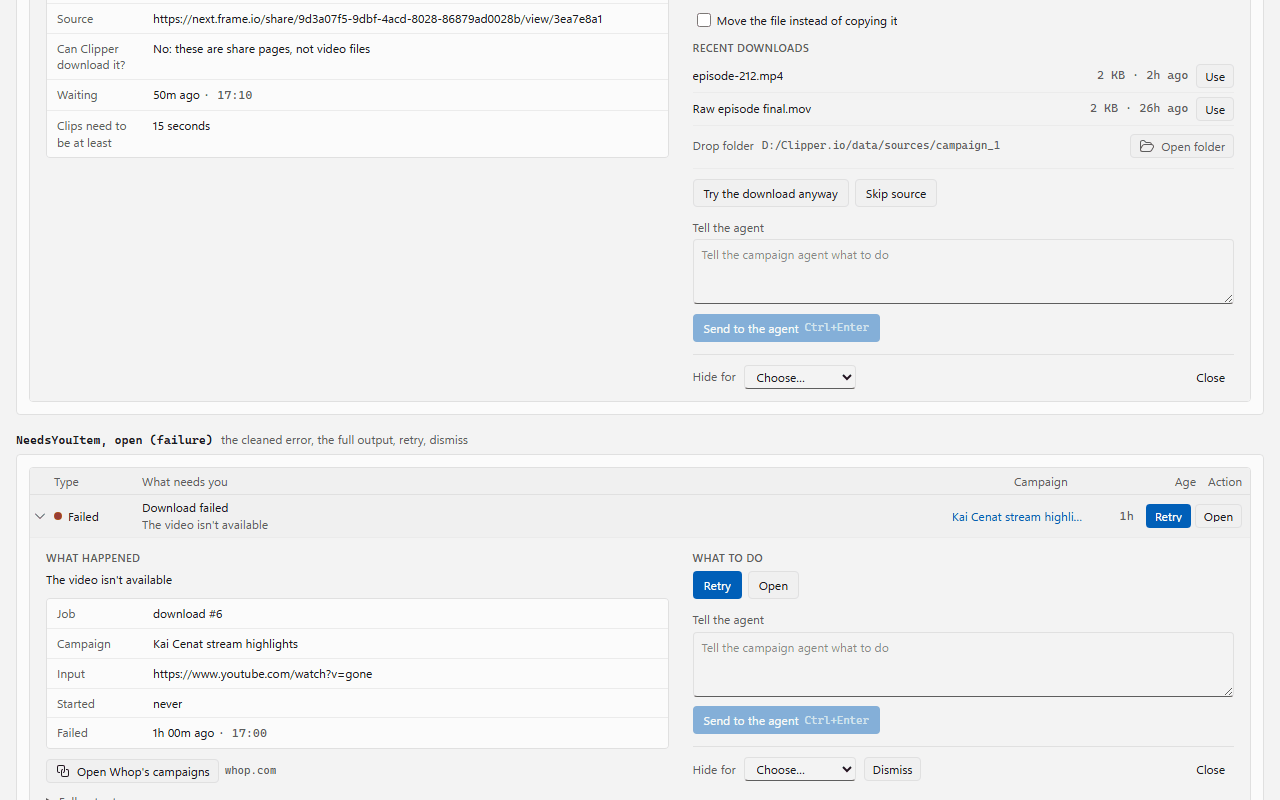 Source https://next.frame.io/share/9d3a07f5-9dbf-4acd-8028-86879ad0028b/view/3ea7e8a1
Can Clipper download it? No: these are share pages, not video files
Waiting 50m ago · 17:10
Clips need to be at least 15 seconds
Move the file instead of copying it
RECENT DOWNLOADS
episode-212.mp4 2 KB · 2h ago Use
Raw episode final.mov 2 KB · 26h ago Use
Drop folder D:/Clipper.io/data/sources/campaign_1 Open folder
Try the download anyway Skip source
Tell the agent
Tell the campaign agent what to do
Send to the agent Ctrl+Enter
Hide for Choose... Close
NeedsYouItem, open (failure) the cleaned error, the full output, retry, dismiss
Type What needs you Campaign Age Action
Failed Download failed Kai Cenat stream highli... 1h Retry Open
The video isn't available
WHAT HAPPENED
The video isn't available
Job download #6
Campaign Kai Cenat stream highlights
Input https://www.youtube.com/watch?v=gone
Started never
Failed 1h 00m ago · 17:00
Open Whop's campaigns whop.com
WHAT TO DO
Retry Open
Tell the agent
Tell the campaign agent what to do
Send to the agent Ctrl+Enter
Hide for Choose... Dismiss Close